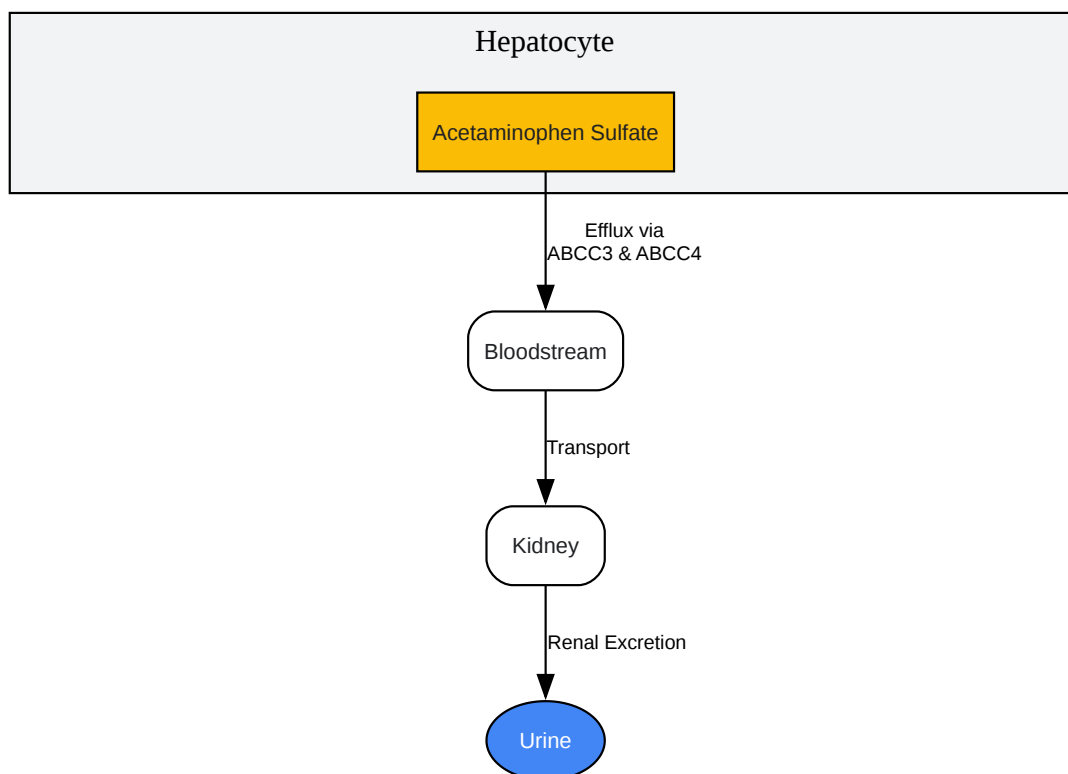 Hepatocyte
Acetaminophen Sulfate
Efflux via
ABCC3 & ABCC4
Bloodstream
Transport
Kidney
Renal Excretion
Urine